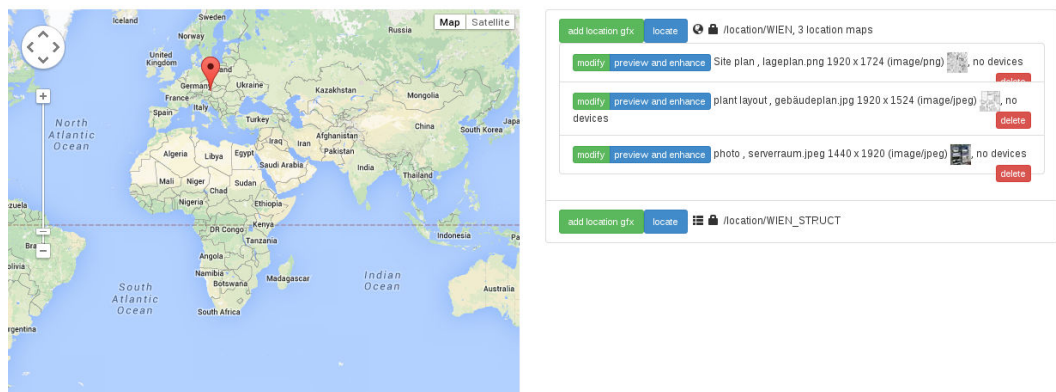 Iceland
Sweden
Russia
Map Satellite
Norway
United
Kingdom
Germany
Ukraine
France
Kazakhstan
Mongolia
Italy
Spain
Turkey
China
South Korea
North
Atlantic
Ocean
Afghanistan
Iraq
Iran
Pakistan
Algeria
Libya
Egypt
Saudi Arabia
India
Thailand
Mali
Niger
Chad
Sudan
Nigeria
Ethiopia
DR Congo
Kenya
Tanzania
Indonesia
Angola
Namibia
Botswana
Madagascar
South
Atlantic
Ocean
Indian
Ocean
Australia
South Africa
add location gfx locate /location/WIEN, 3 location maps
modify preview and enhance Site plan , lageplan.png 1920 x 1724 (image/png) , no devices
delete
modify preview and enhance plant layout , gebäudeplan.jpg 1920 x 1524 (image/jpeg) , no
devices
delete
modify preview and enhance photo , serverraum.jpeg 1440 x 1920 (image/jpeg) , no devices
delete
add location gfx locate /location/WIEN_STRUCT